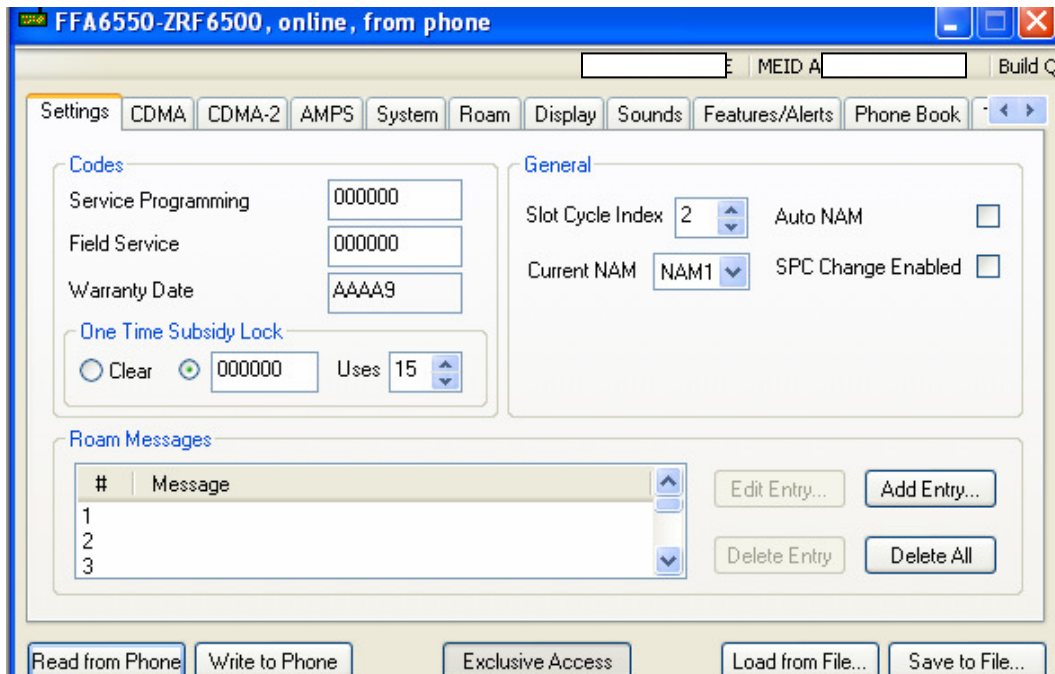 FFA6550-ZRF6500, online, from phone
E MEID A Build Q
Settings CDMA CDMA-2 AMPS System Roam Display Sounds Features/Alerts Phone Book
Codes
Service Programming 000000
Field Service 000000
Warranty Date AAAA9
One Time Subsidy Lock
Clear 000000 Uses 15
General
Slot Cycle Index 2 Auto NAM
Current NAM NAM1 SPC Change Enabled
Roam Messages
# Message
1
2
3
Edit Entry... Add Entry...
Delete Entry Delete All
Read from Phone Write to Phone Exclusive Access Load from File... Save to File...